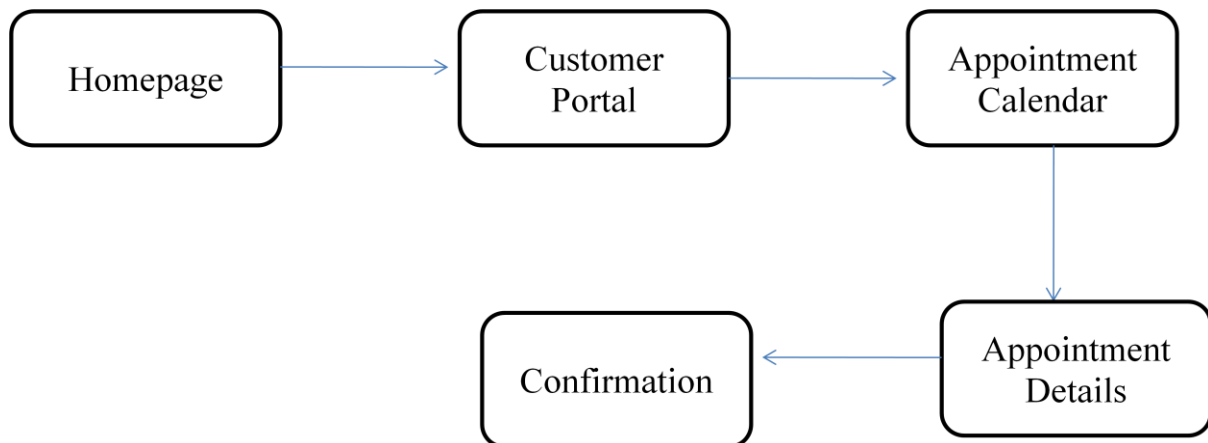 Homepage
Customer
Portal
Appointment
Calendar
Appointment
Details
Confirmation